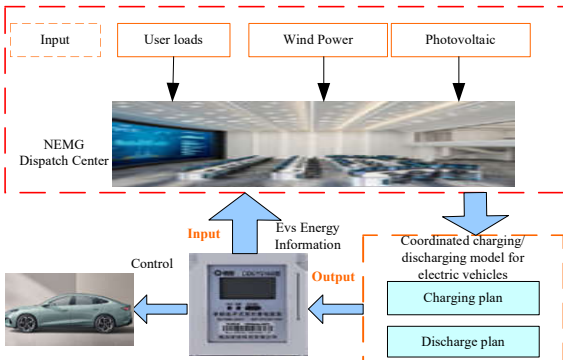 Input
User loads
Wind Power
Photovoltaic
NEMG
Dispatch Center
Input
Evs Energy
Information
Control
Output
Coordinated charging/
discharging model for
electric vehicles
Charging plan
Discharge plan